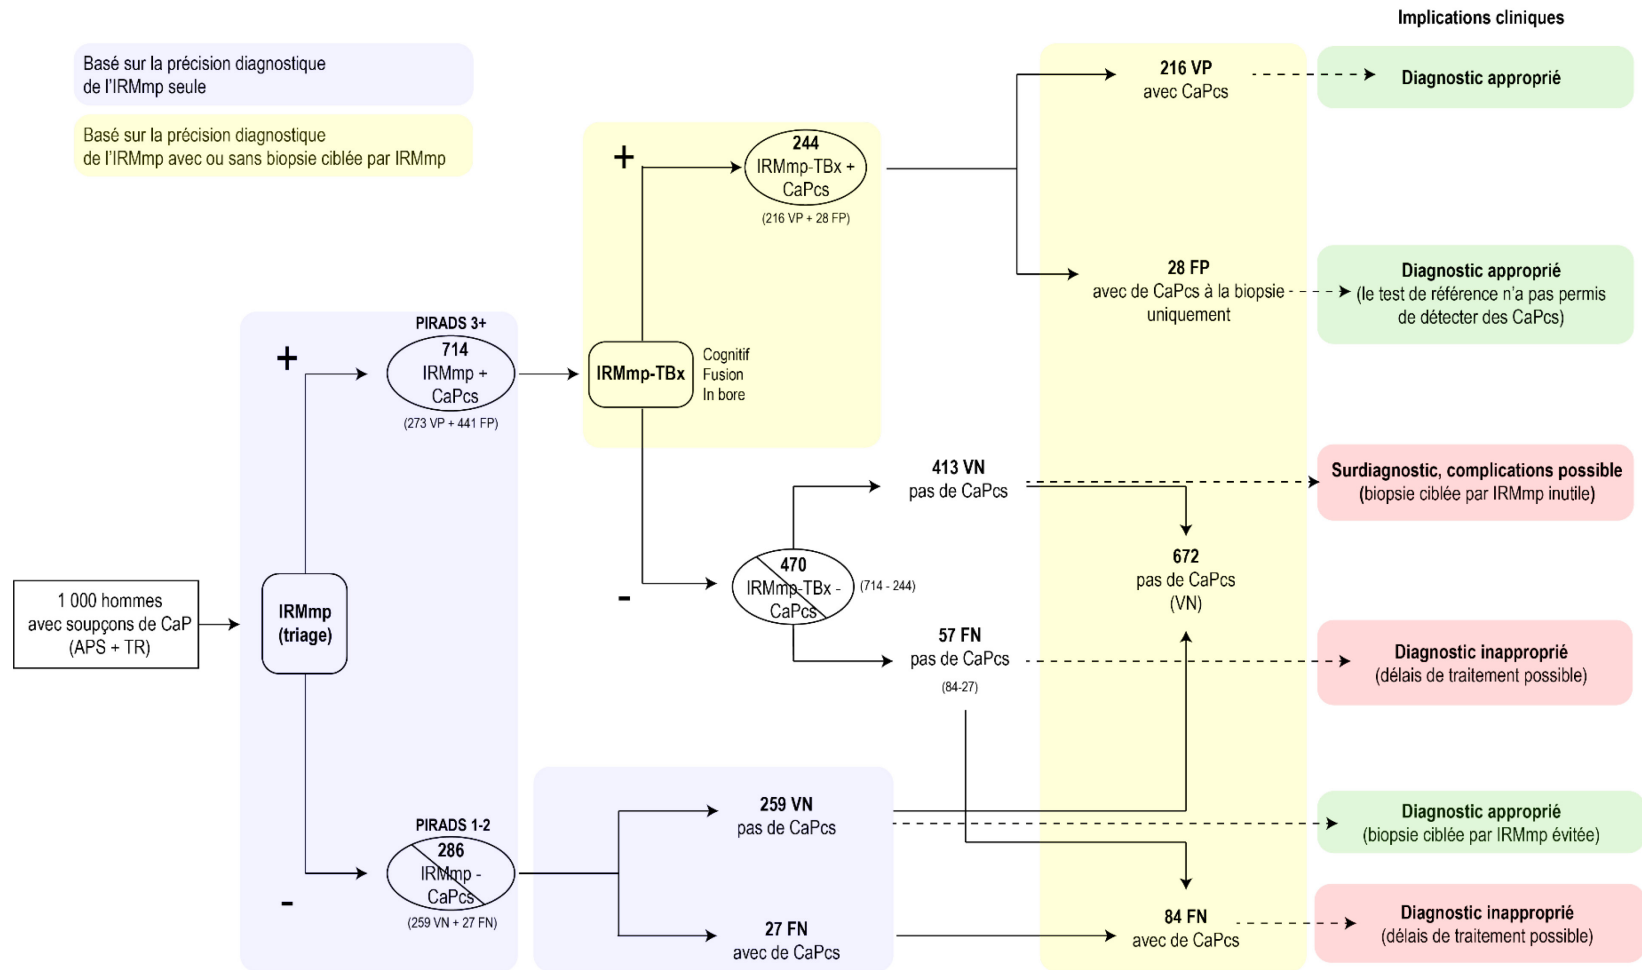 Implications cliniques
Basé sur la précision diagnostique
de l'IRMmp seule
Basé sur la précision diagnostique
de l'IRMmp avec ou sans biopsie ciblée par IRMmp
1 000 hommes
avec soupçons de CaP
(APS + TR)
IRMmp
(triage)
+
-
PIRADS 3+
714
IRMmp +
CaPcs
(273 VP + 441 FP)
PIRADS 1-2
286
IRMmp -
CaPcs
(259 VN + 27 FN)
IRMmp-TBx
Cognitif
Fusion
In bore
+
-
244
IRMmp-TBx +
CaPcs
(216 VP + 28 FP)
470
IRMmp-TBx -
CaPcs
(714 - 244)
216 VP
avec CaPcs
Diagnostic approprié
28 FP
avec de CaPcs à la biopsie
uniquement
Diagnostic approprié
(le test de référence n'a pas permis
de détecter des CaPcs)
413 VN
pas de CaPcs
Surdiagnostic, complications possible
(biopsie ciblée par IRMmp inutile)
672
pas de CaPcs
(VN)
57 FN
pas de CaPcs
(84-27)
Diagnostic inapproprié
(délais de traitement possible)
259 VN
pas de CaPcs
Diagnostic approprié
(biopsie ciblée par IRMmp évitée)
27 FN
avec de CaPcs
84 FN
avec de CaPcs
Diagnostic inapproprié
(délais de traitement possible)